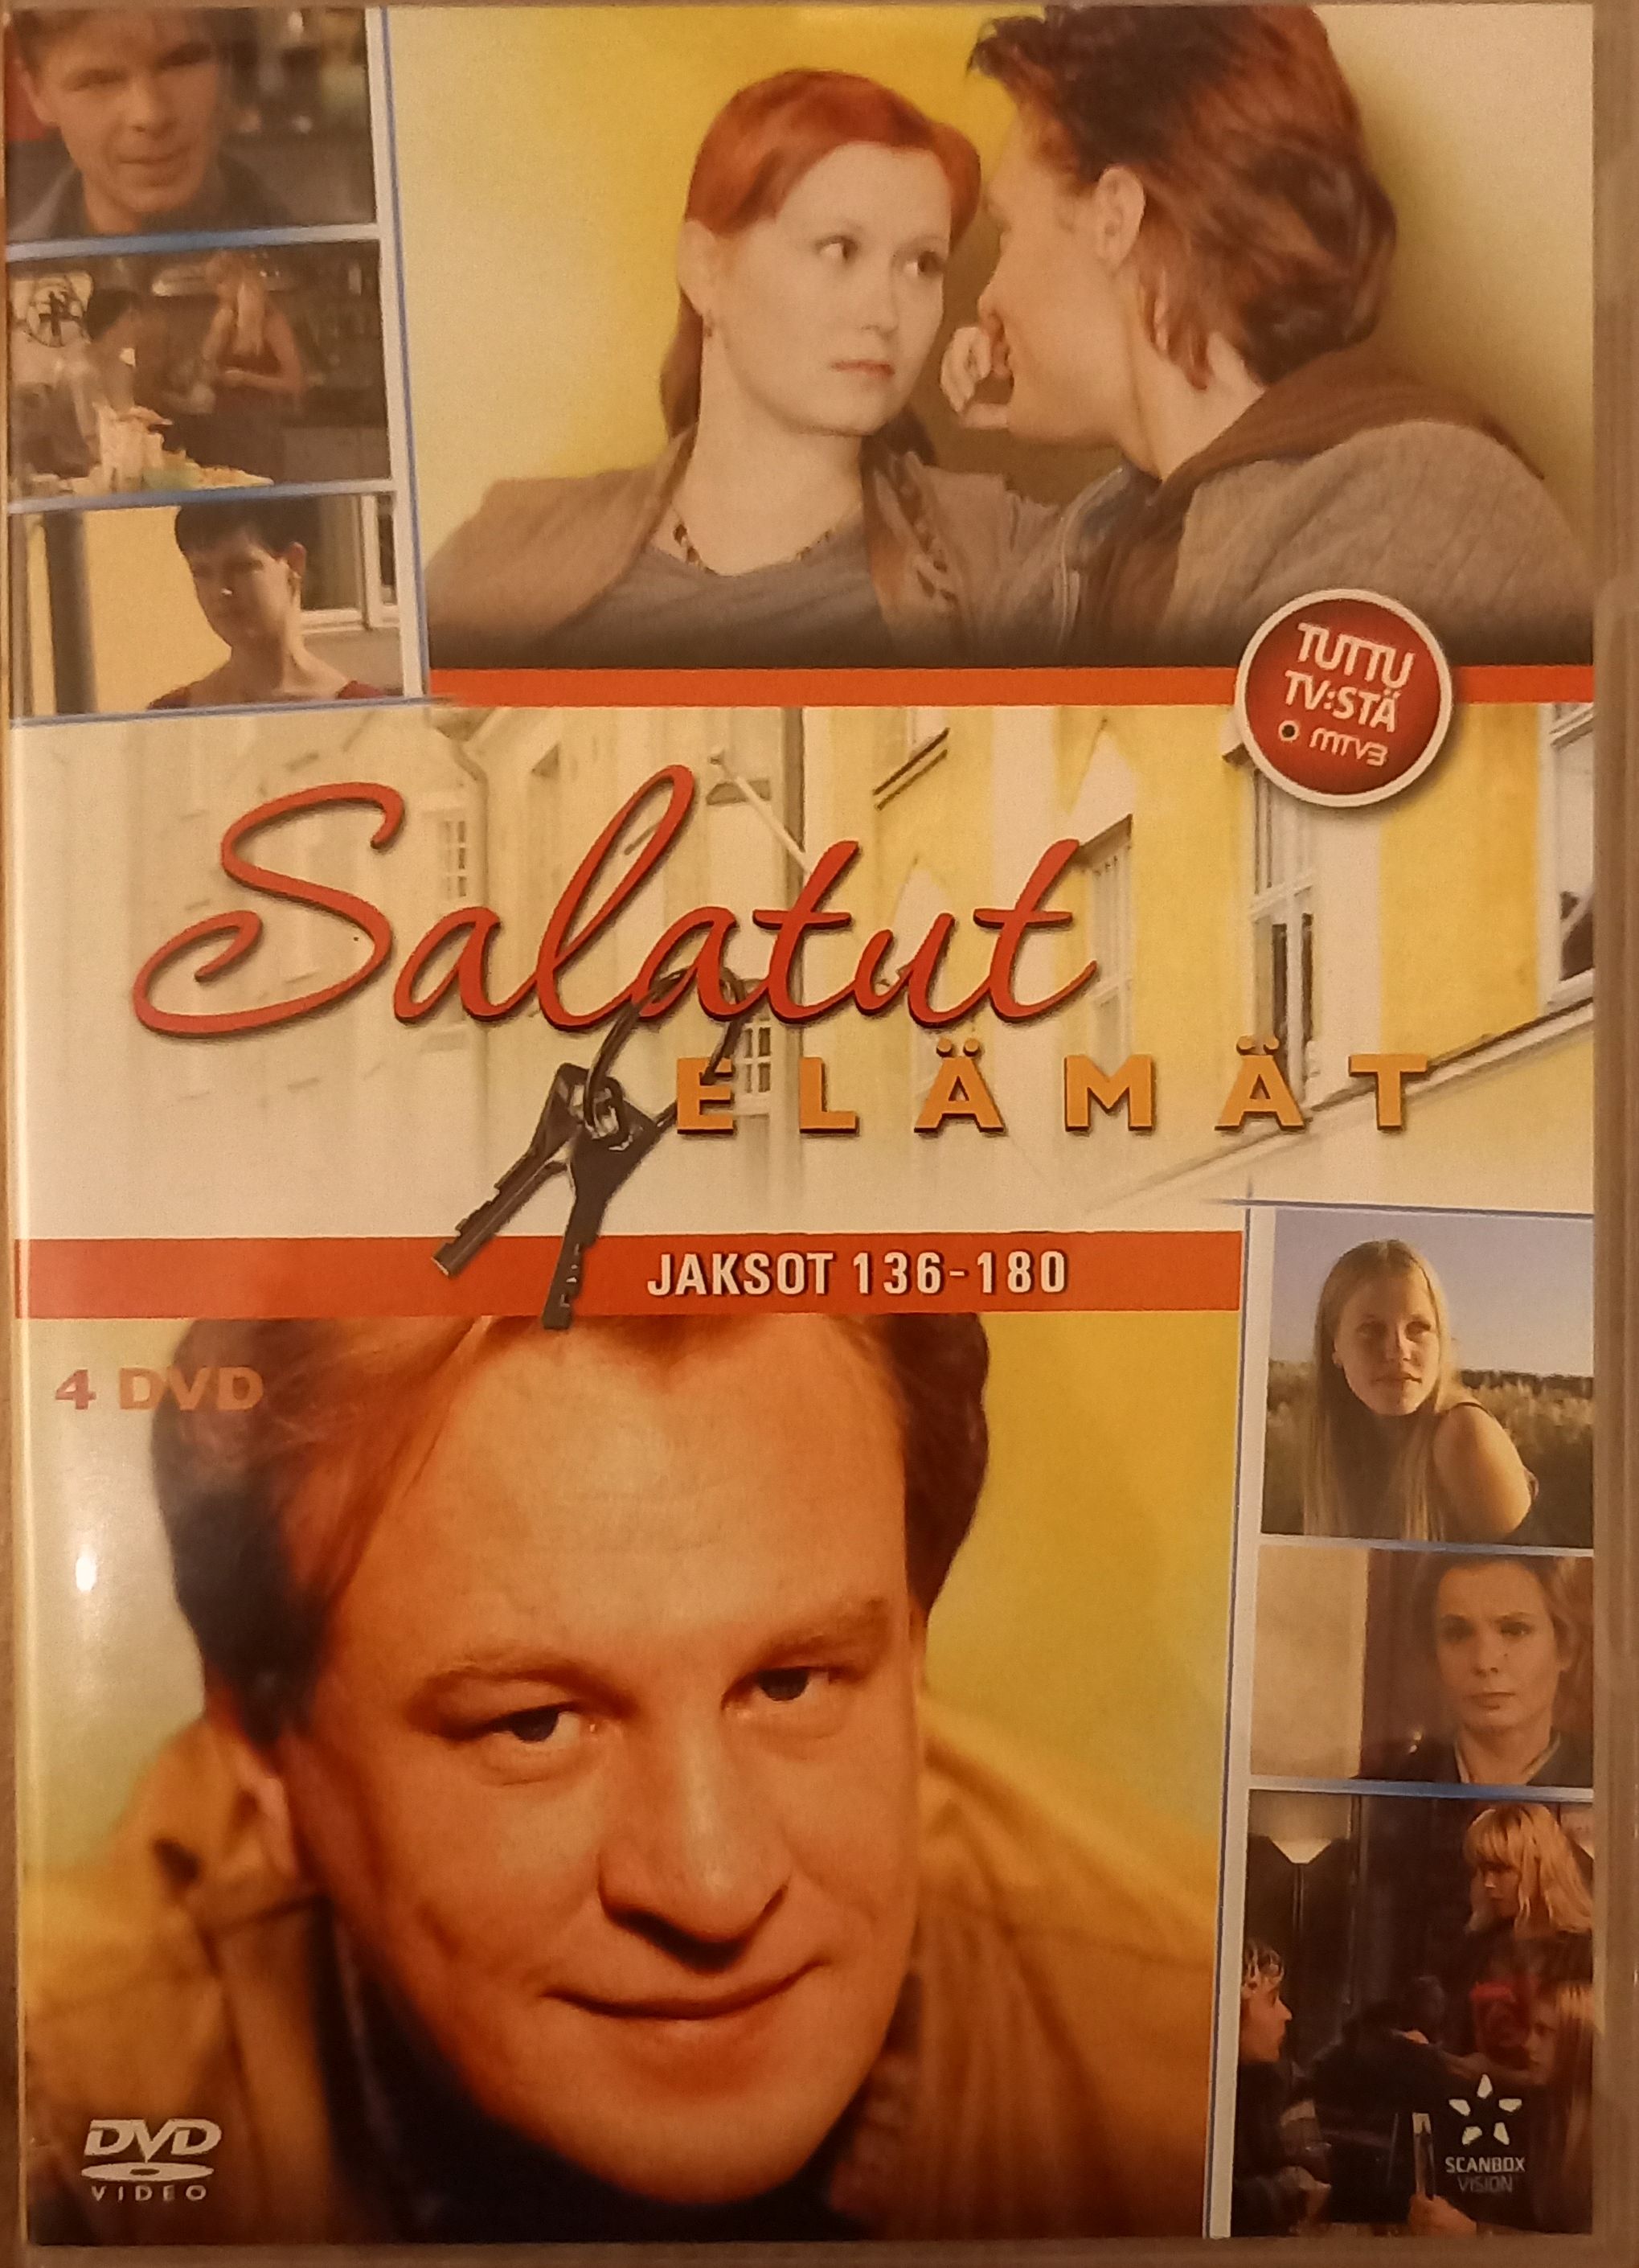 TUTTU
TV:STÄ
MTV3
Salatut
ELÄMÄT
JAKSOT 136-180
4 DVD
DVD
VIDEO
SCANBOX
VISION